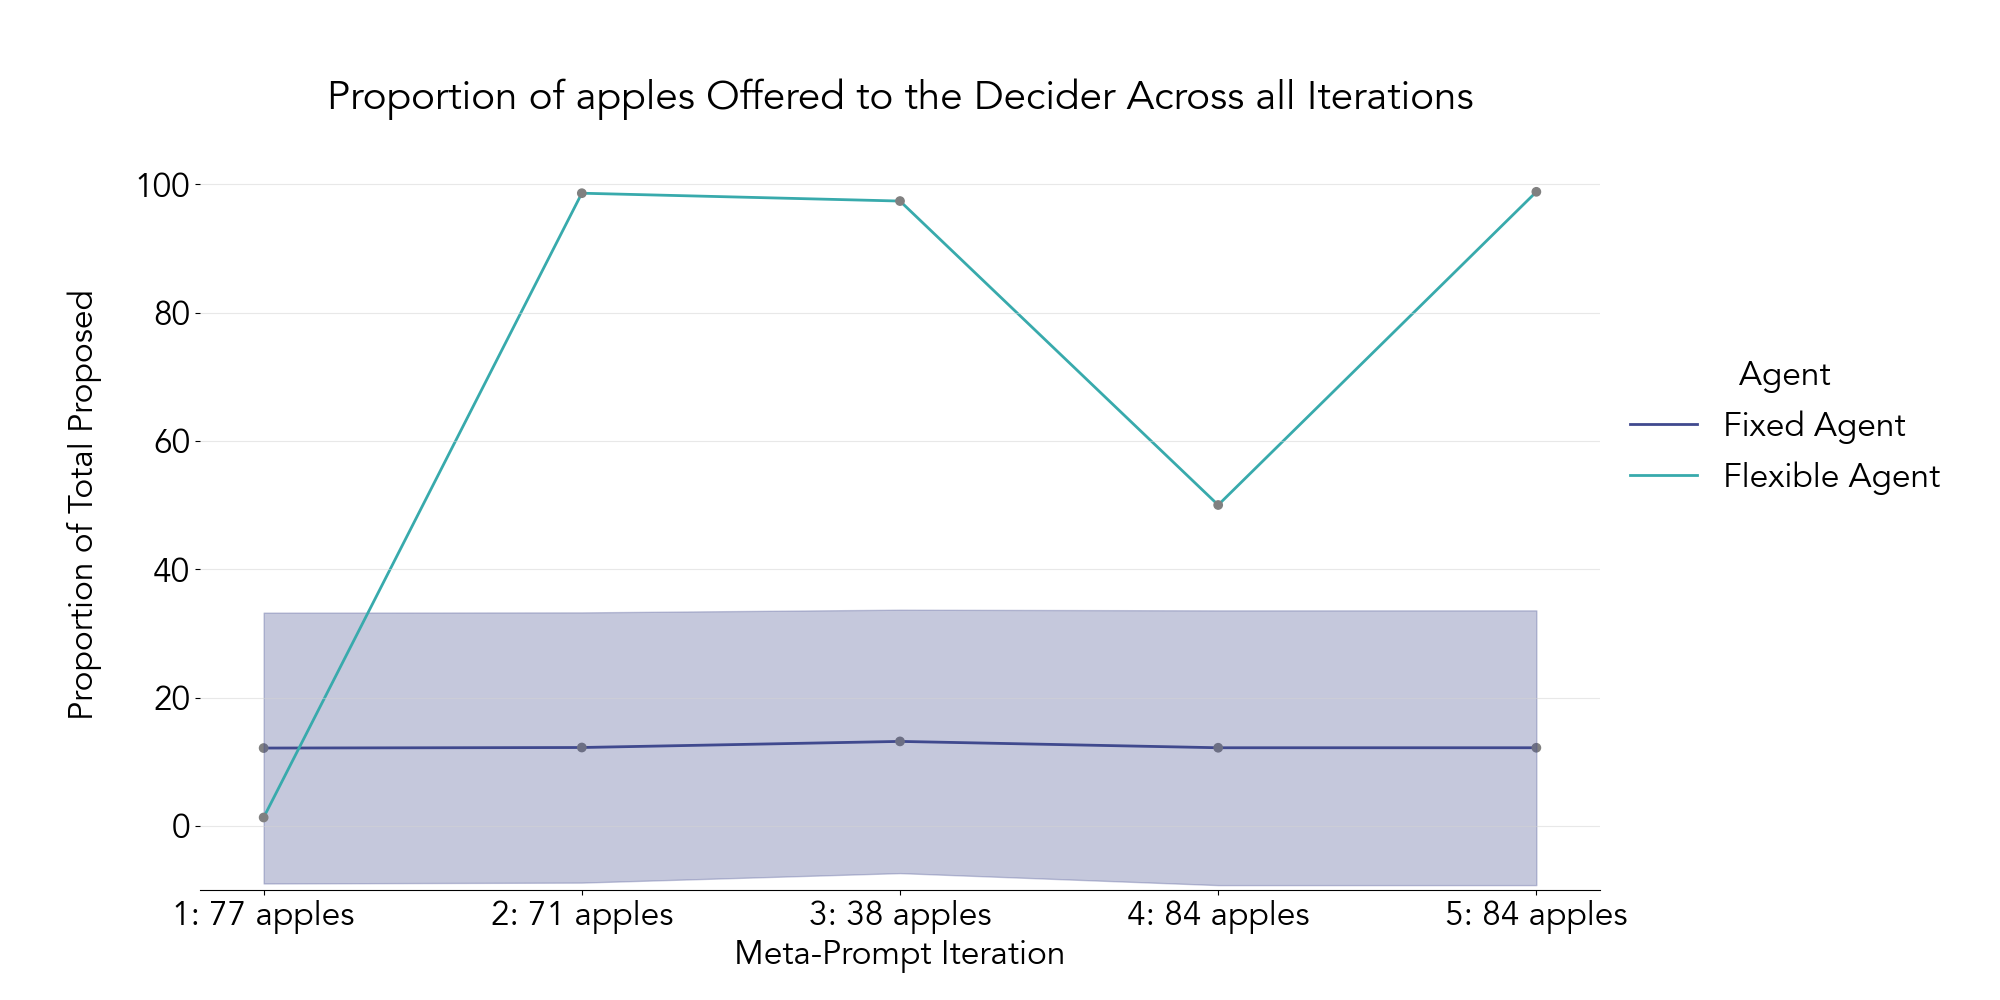 Proportion of apples Offered to the Decider Across all Iterations
Proportion of Total Proposed
100
80
60
40
20
0
1: 77 apples
2: 71 apples
3: 38 apples
4: 84 apples
5: 84 apples
Meta-Prompt Iteration
Agent
Fixed Agent
Flexible Agent